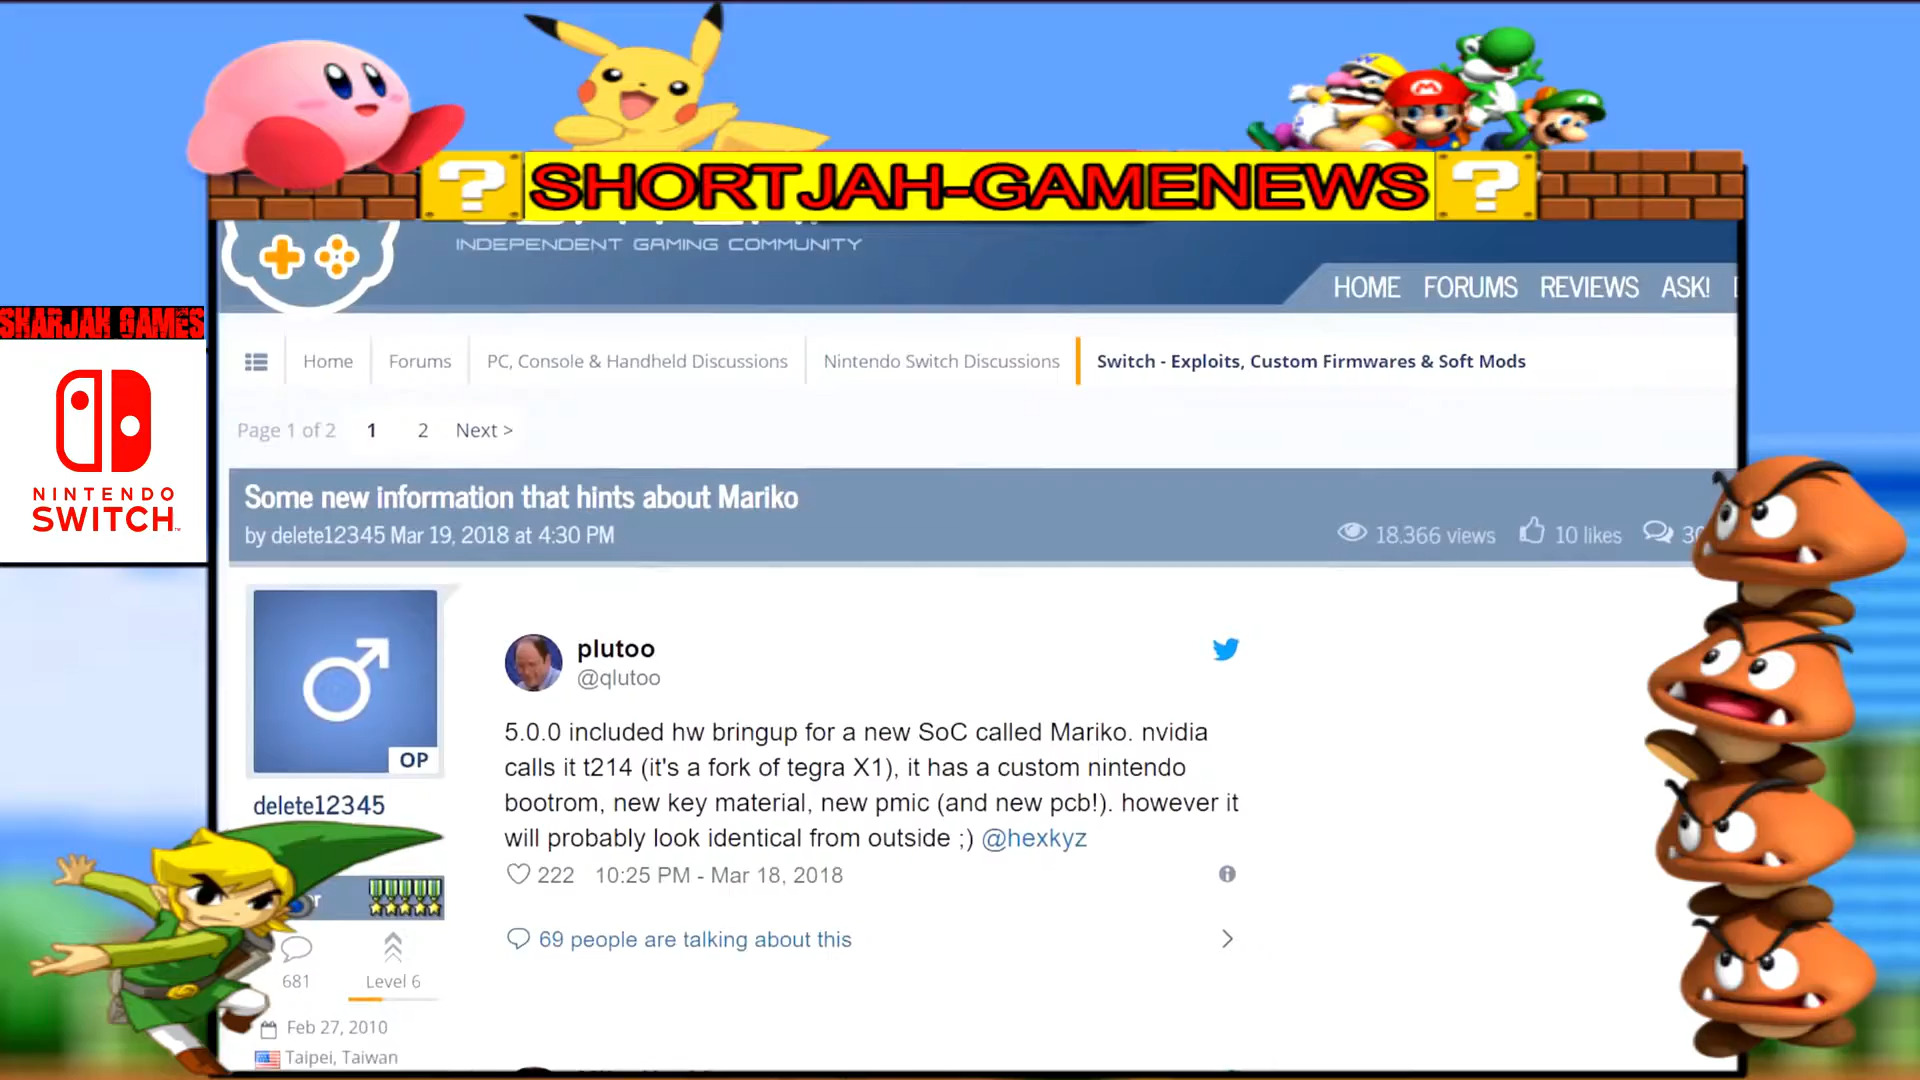 SHORTJAH-GAMENEWS
INDEPENDENT GAMING COMMUNITY
HOME FORUMS REVIEWS ASK!
SHARJAH GAMES
NINTENDO
SWITCH™
Home Forums PC, Console & Handheld Discussions Nintendo Switch Discussions Switch - Exploits, Custom Firmwares & Soft Mods
Page 1 of 2 1 2 Next >
Some new information that hints about Mariko
by delete12345 Mar 19, 2018 at 4:30 PM
18,366 views 10 likes
plutoo
@qlutoo
5.0.0 included hw bringup for a new SoC called Mariko. nvidia
calls it t214 (it's a fork of tegra X1), it has a custom nintendo
bootrom, new key material, new pmic (and new pcb!). however it
will probably look identical from outside ;) @hexkyz
222 10:25 PM - Mar 18, 2018
69 people are talking about this
OP
delete12345
681 Level 6
Feb 27, 2010
Taipei, Taiwan